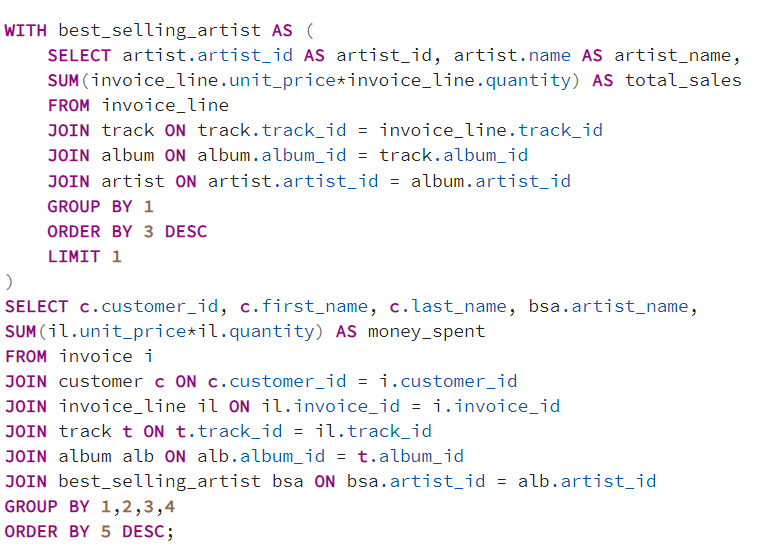 WITH best_selling_artist AS (
    SELECT artist.artist_id AS artist_id, artist.name AS artist_name,
    SUM(invoice_line.unit_price*invoice_line.quantity) AS total_sales
    FROM invoice_line
    JOIN track ON track.track_id = invoice_line.track_id
    JOIN album ON album.album_id = track.album_id
    JOIN artist ON artist.artist_id = album.artist_id
    GROUP BY 1
    ORDER BY 3 DESC
    LIMIT 1
)
SELECT c.customer_id, c.first_name, c.last_name, bsa.artist_name,
SUM(il.unit_price*il.quantity) AS money_spent
FROM invoice i
JOIN customer c ON c.customer_id = i.customer_id
JOIN invoice_line il ON il.invoice_id = i.invoice_id
JOIN track t ON t.track_id = il.track_id
JOIN album alb ON alb.album_id = t.album_id
JOIN best_selling_artist bsa ON bsa.artist_id = alb.artist_id
GROUP BY 1,2,3,4
ORDER BY 5 DESC;